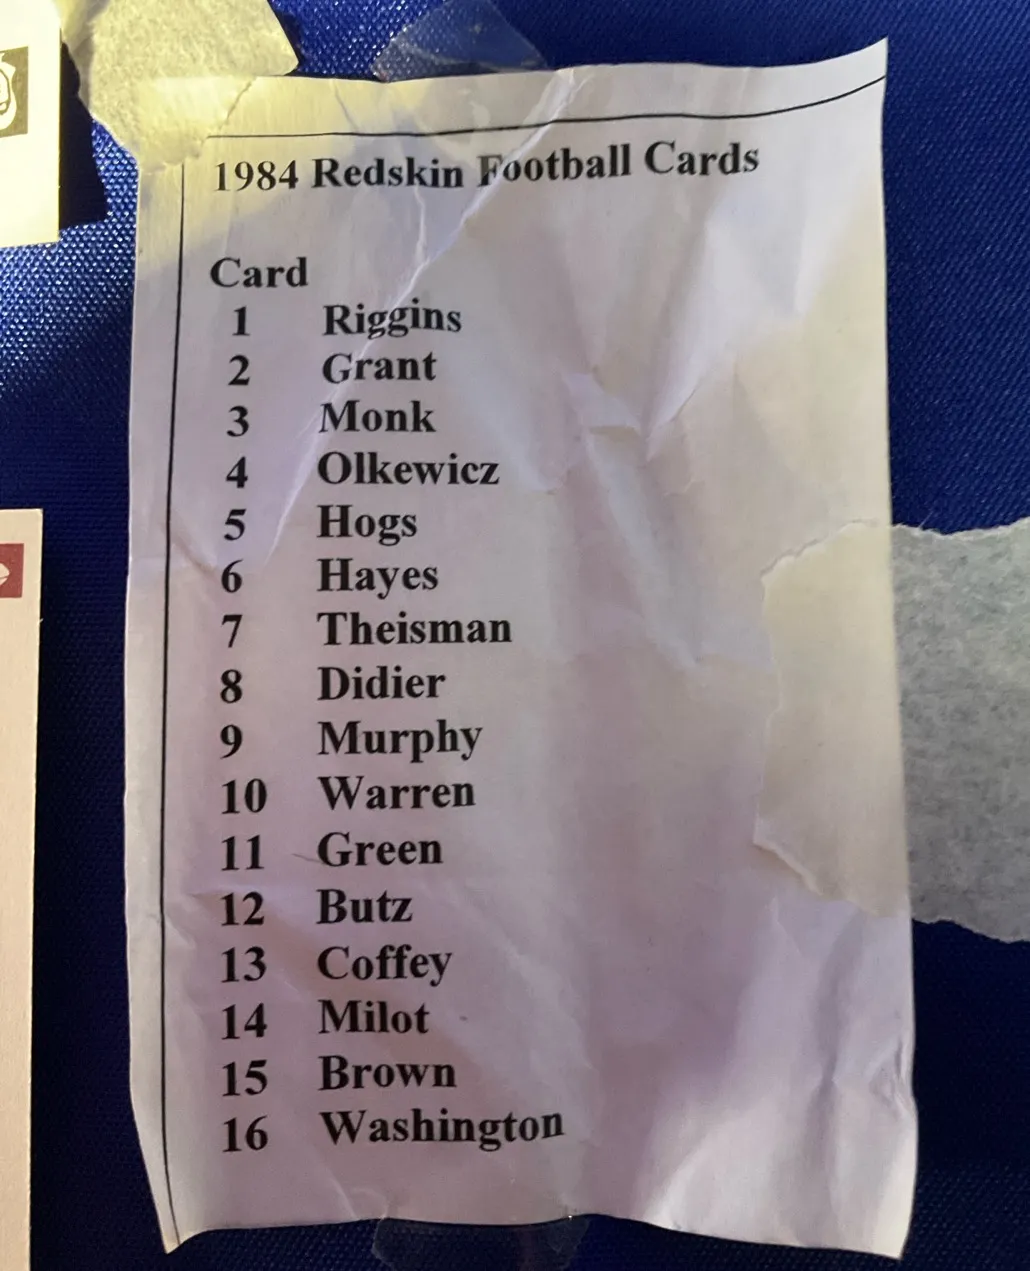 1984 Redskin Football Cards
Card
1 Riggins
2 Grant
3 Monk
4 Olkewicz
5 Hogs
6 Hayes
7 Theisman
8 Didier
9 Murphy
10 Warren
11 Green
12 Butz
13 Coffey
14 Milot
15 Brown
16 Washington